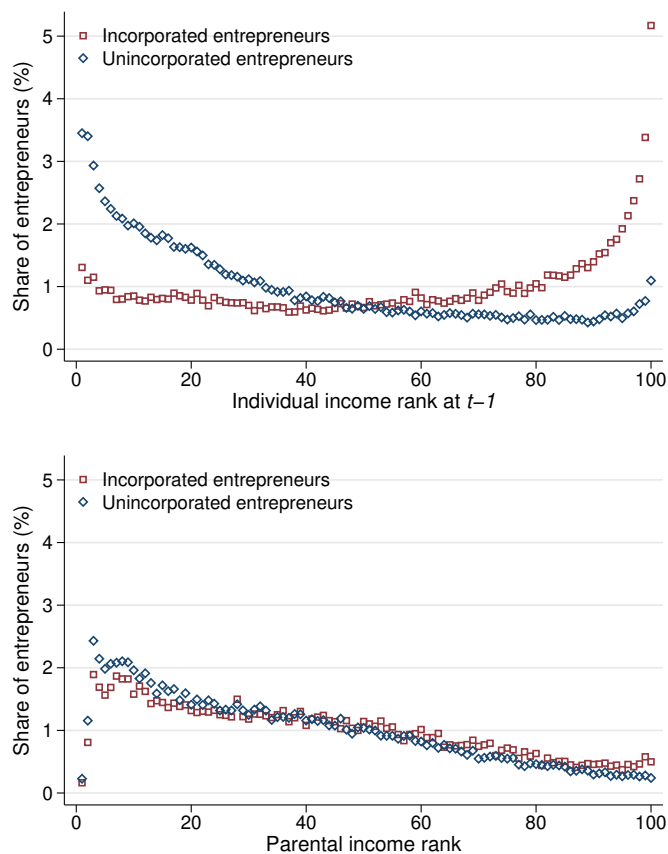 Incorporated entrepreneurs
Unincorporated entrepreneurs
Share of entrepreneurs (%)
5
4
3
2
1
0
0 20 40 60 80 100
Individual income rank at t−1
Incorporated entrepreneurs
Unincorporated entrepreneurs
Share of entrepreneurs (%)
5
4
3
2
1
0
0 20 40 60 80 100
Parental income rank